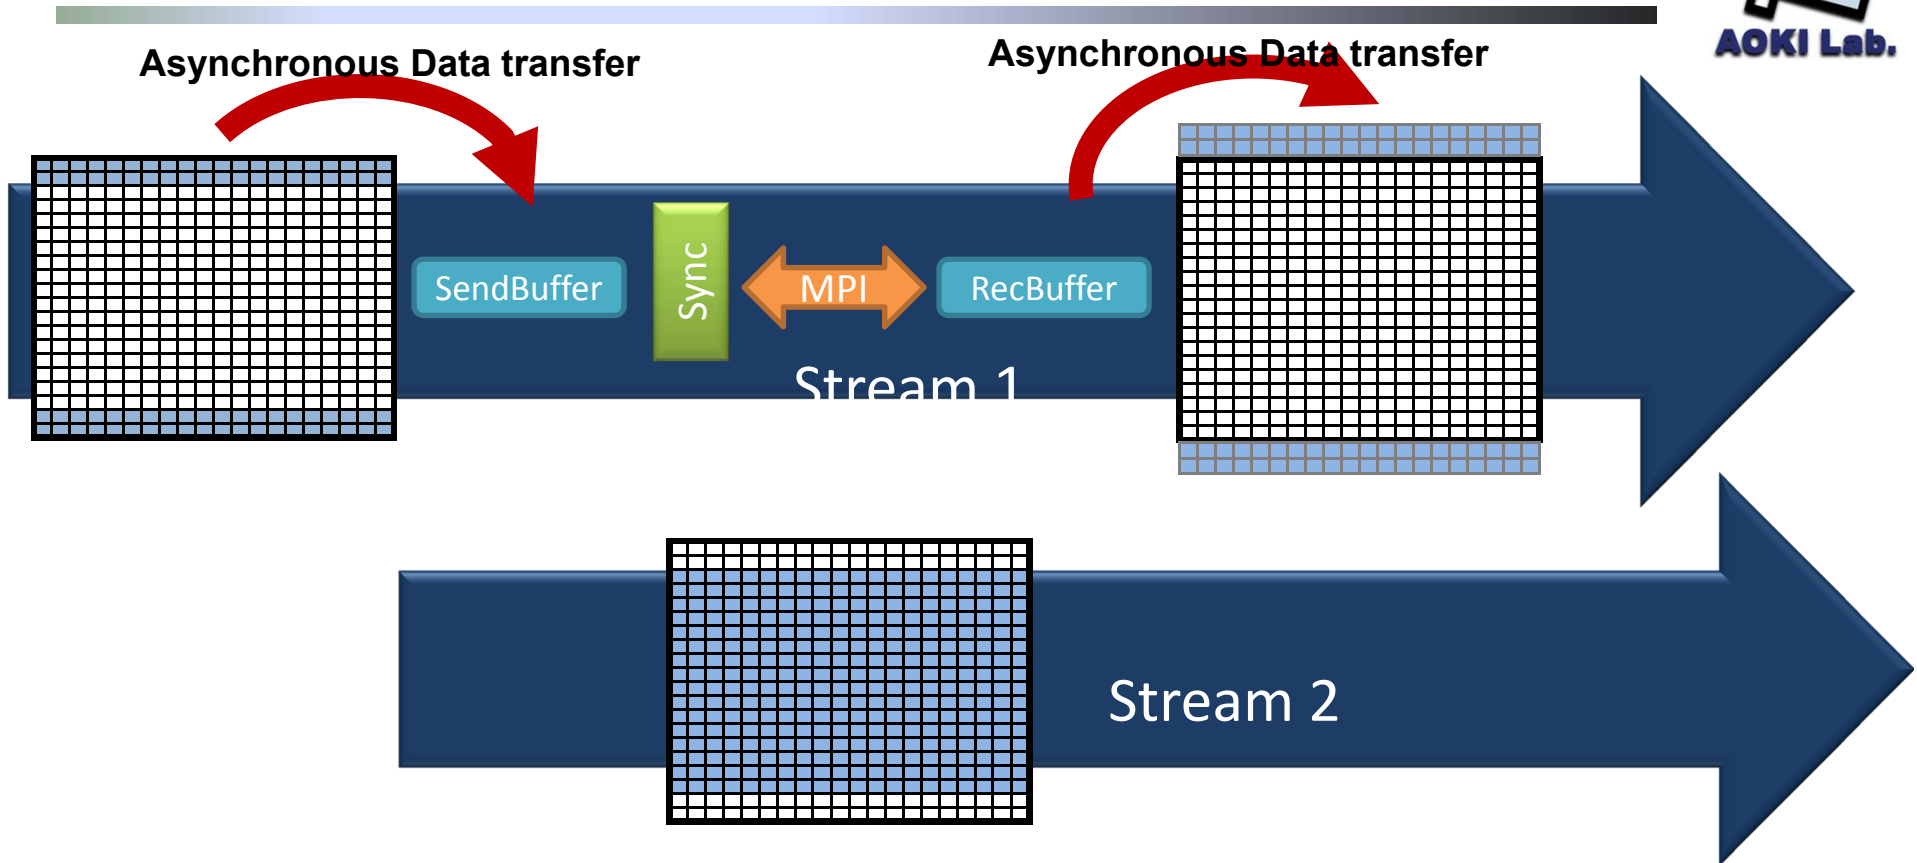 Asynchronous Data transfer
Asynchronous Data transfer
AOKI Lab.
SendBuffer
Sync
MPI
RecBuffer
Stream 1
Stream 2